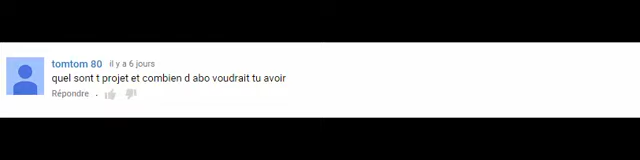 tomtom 80 il y a 6 jours
quel sont t projet et combien d abo voudrait tu avoir
Répondre •